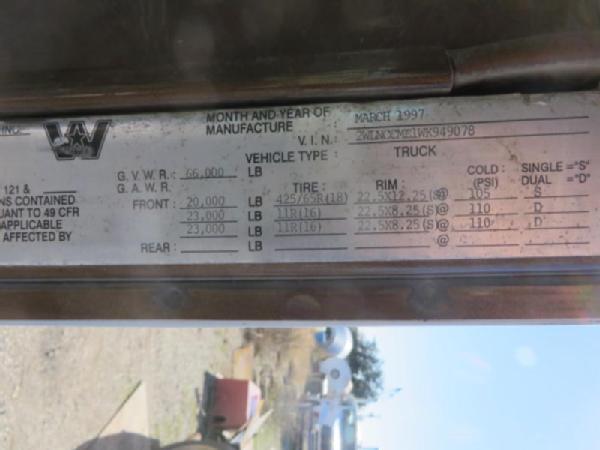 MONTH AND YEAR OF MANUFACTURE : MARCH 1997
V.I.N.: 2WLNCCME1WK949078
W
VEHICLE TYPE : TRUCK
G.V.W.R: 66,000 LB
121 & G.A.W.R. TIRE: RIM: COLD: (PSI) SINGLE ="S" DUAL ="D"
NS CONTAINED FRONT: 20,000 LB 425/65R(18) 22.5X12.25(S)@ 105 S
UANT TO 49 CFR 23,000 LB 11R(16) 22.5X8.25(S)@ 110 D
APPLICABLE 23,000 LB 11R(16) 22.5X8.25(S)@ 110 D
AFFECTED BY REAR: LB @